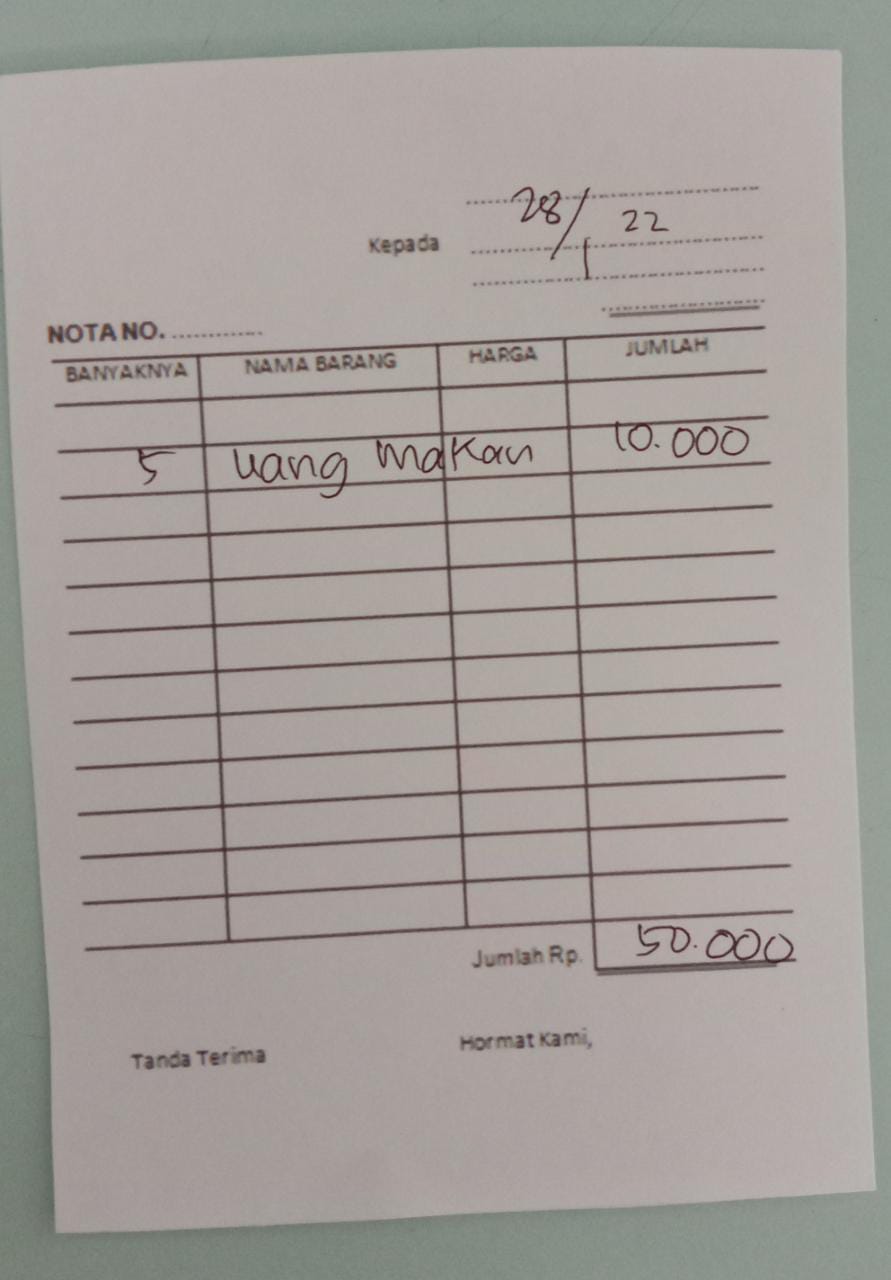 28/1 22
Kepada
NOTA NO. .............
BANYAKNYA NAMA BARANG HARGA JUMLAH
5 uang makan 10.000
Jumlah Rp. 50.000
Tanda Terima Hormat Kami,